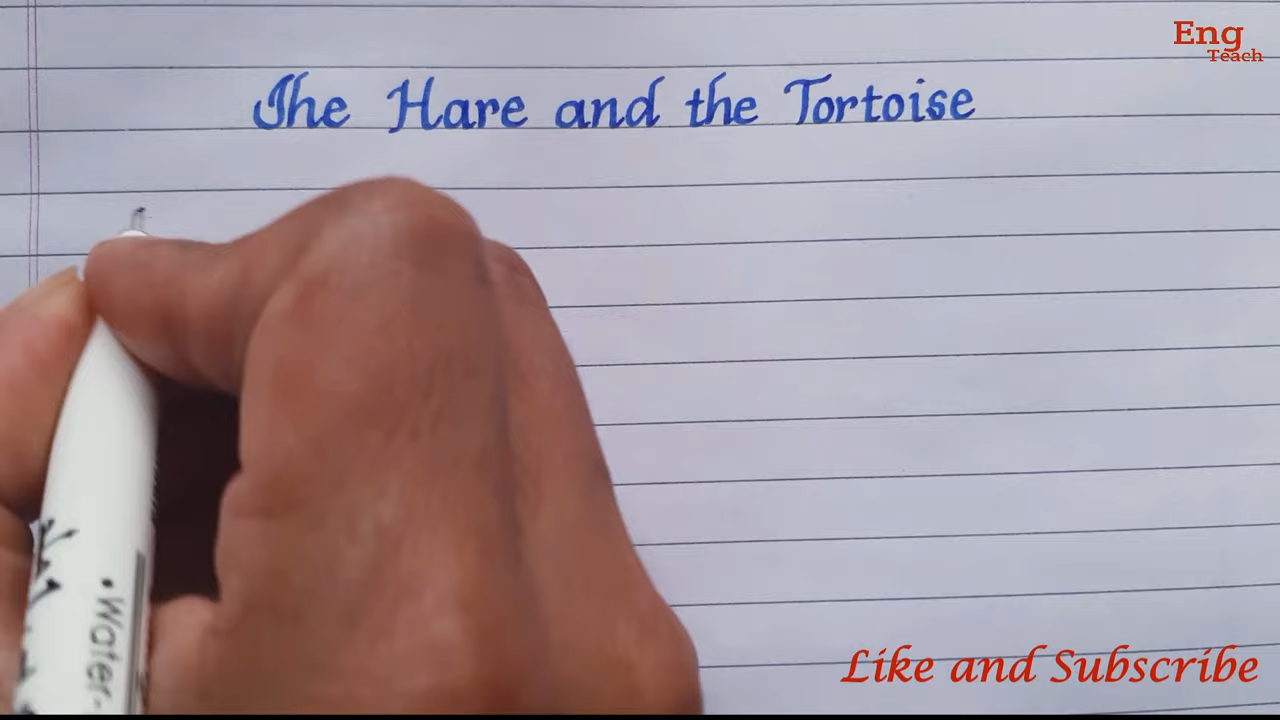 Eng
Teach
The Hare and the Tortoise
•Water-
Like and Subscribe